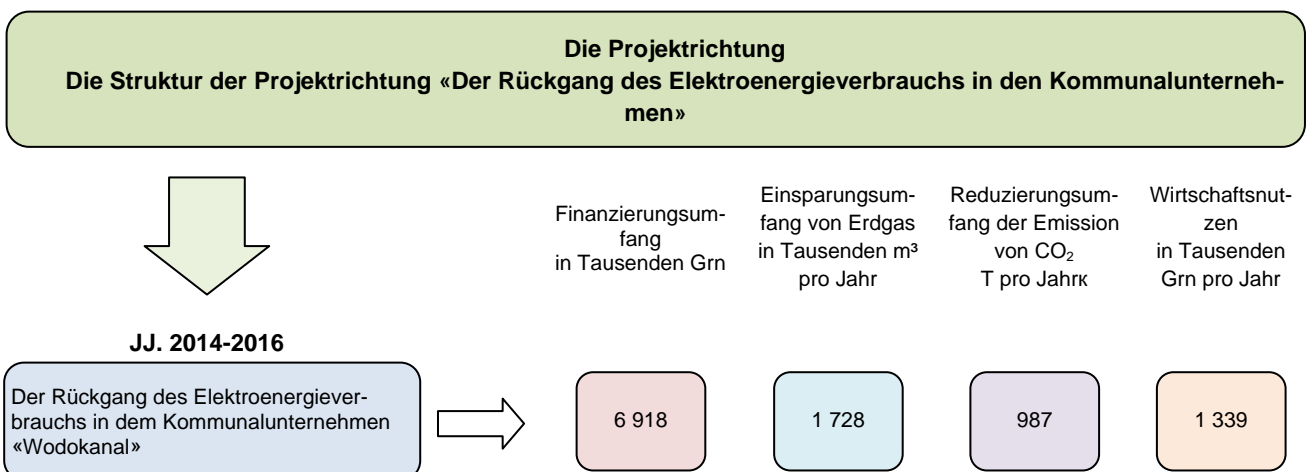 Die Projektrichtung
Die Struktur der Projektrichtung «Der Rückgang des Elektroenergieverbrauchs in den Kommunalunterneh-
men»
Finanzierungsum-
fang
in Tausenden Grn
Einsparungsum-
fang von Erdgas
in Tausenden m³
pro Jahr
Reduzierungsum-
fang der Emission
von CO₂
T pro Jahrк
Wirtschaftsnut-
zen
in Tausenden
Grn pro Jahr
JJ. 2014-2016
Der Rückgang des Elektroenergiever-
brauchs in dem Kommunalunternehmen
«Wodokanal»
6 918
1 728
987
1 339